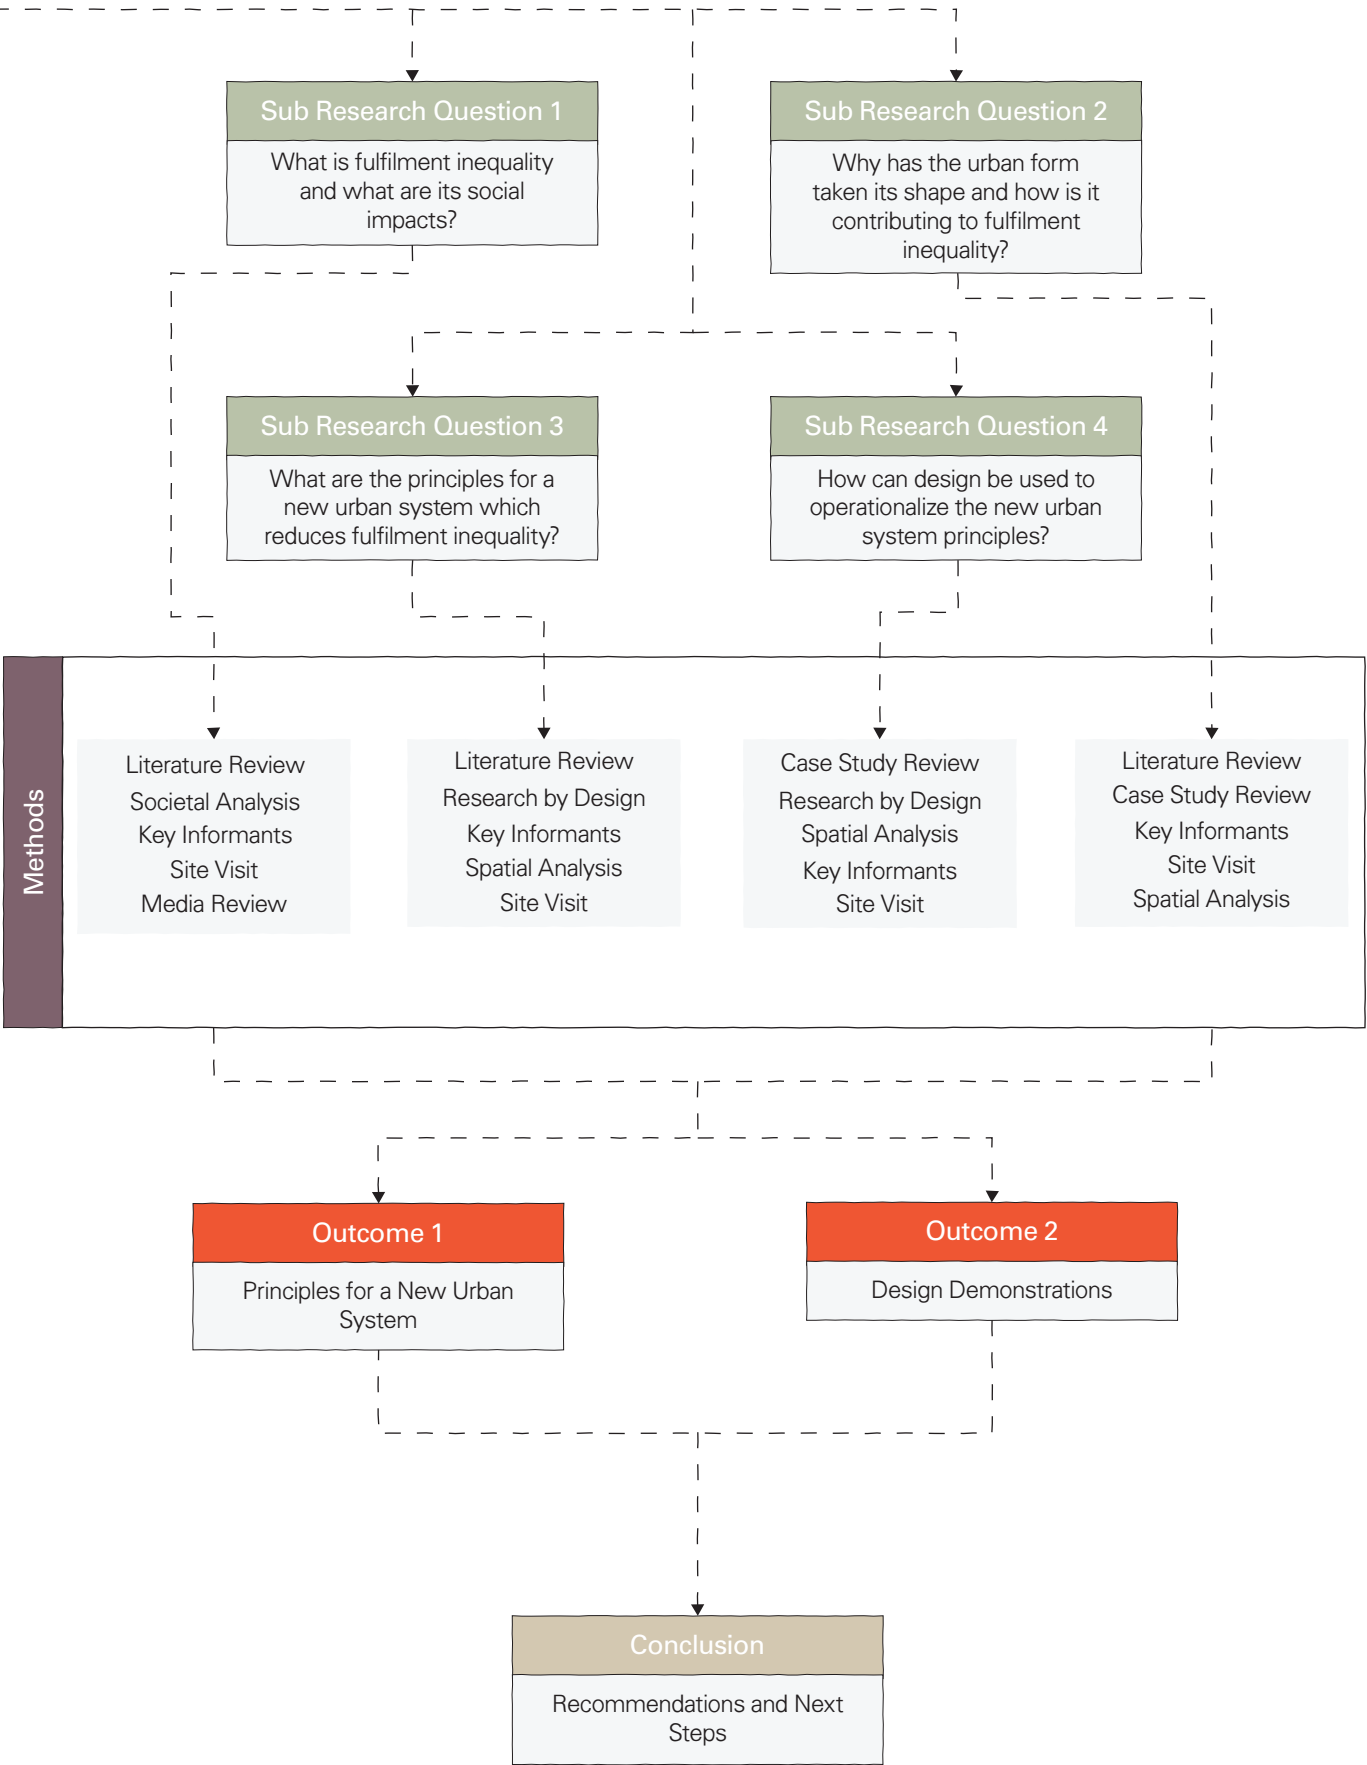 Sub Research Question 1
What is fulfilment inequality
and what are its social
impacts?
Sub Research Question 2
Why has the urban form
taken its shape and how is it
contributing to fulfilment
inequality?
Sub Research Question 3
What are the principles for a
new urban system which
reduces fulfilment inequality?
Sub Research Question 4
How can design be used to
operationalize the new urban
system principles?
Methods
Literature Review
Societal Analysis
Key Informants
Site Visit
Media Review
Literature Review
Research by Design
Key Informants
Spatial Analysis
Site Visit
Case Study Review
Research by Design
Spatial Analysis
Key Informants
Site Visit
Literature Review
Case Study Review
Key Informants
Site Visit
Spatial Analysis
Outcome 1
Principles for a New Urban
System
Outcome 2
Design Demonstrations
Conclusion
Recommendations and Next
Steps